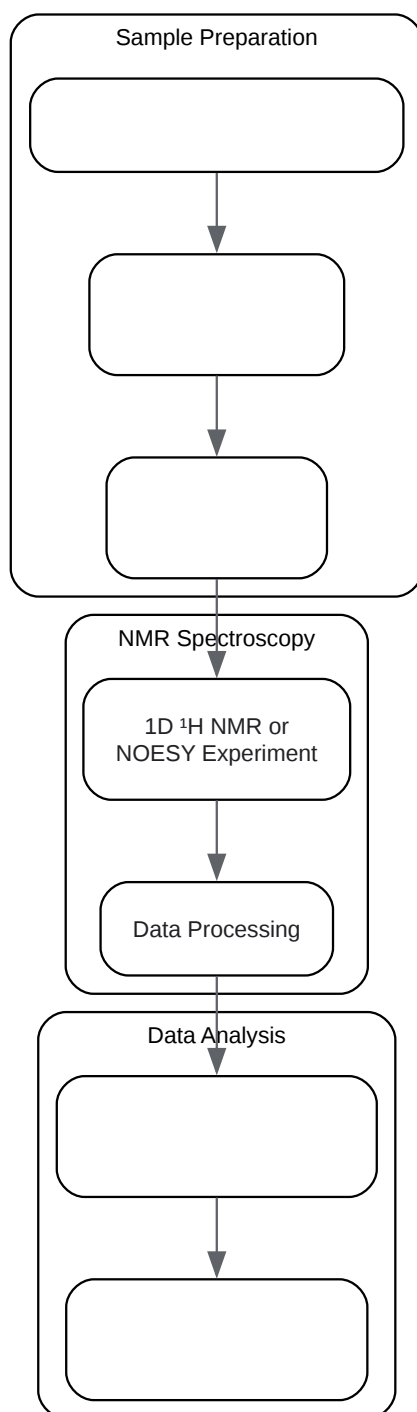 Sample Preparation
NMR Spectroscopy
1D ¹H NMR or
NOESY Experiment
Data Processing
Data Analysis